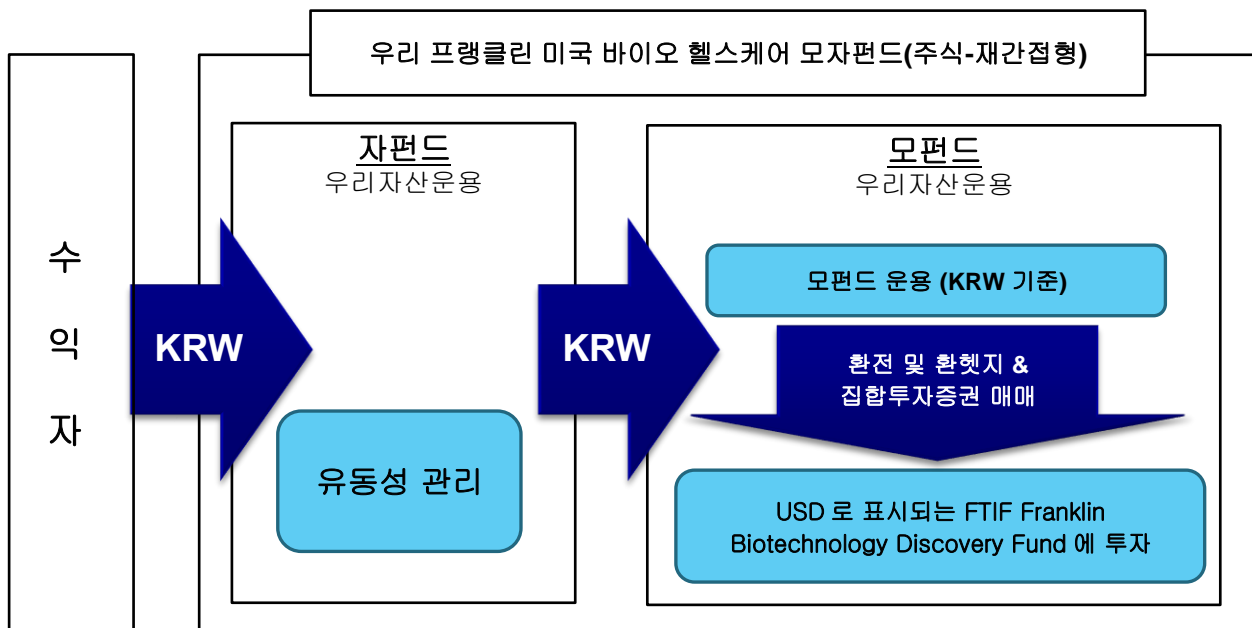 우리 프랭클린 미국 바이오 헬스케어 모자펀드(주식-재간접형)
수
익
자
KRW
자펀드
우리자산운용
유동성 관리
KRW
모펀드
우리자산운용
모펀드 운용 (KRW 기준)
환전 및 환헷지 &
집합투자증권 매매
USD 로 표시되는 FTIF Franklin
Biotechnology Discovery Fund 에 투자